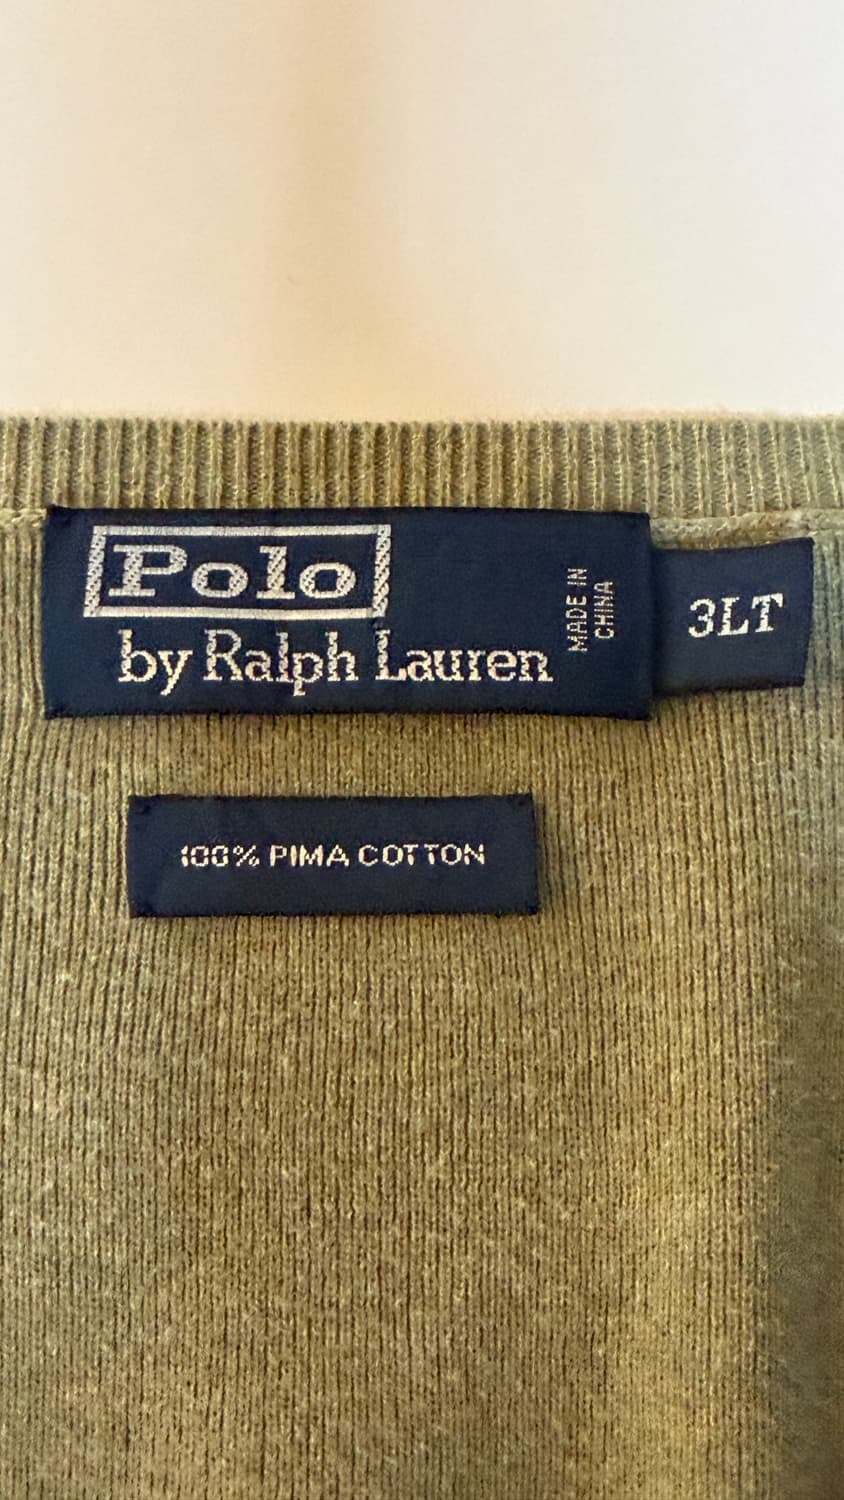 Polo
by Ralph Lauren
MADE IN
CHINA
3LT
100% PIMA COTTON